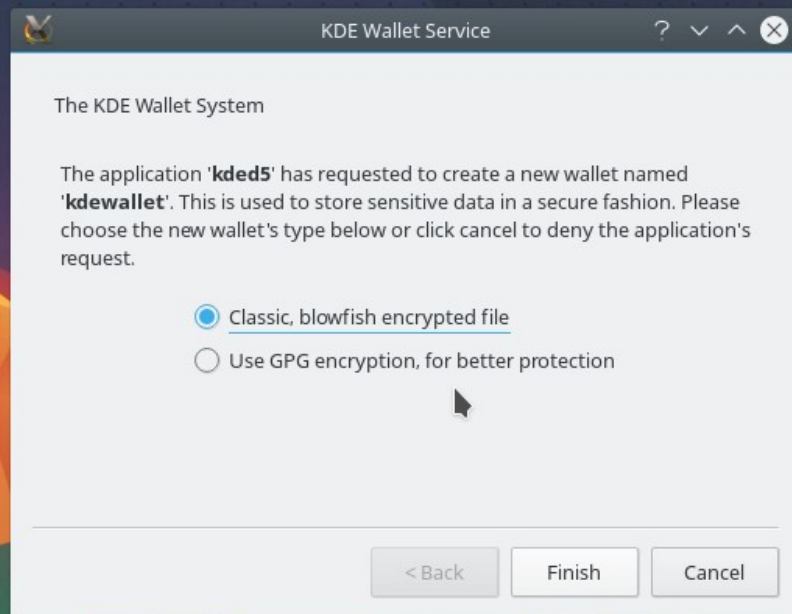 KDE Wallet Service
The KDE Wallet System
The application 'kded5' has requested to create a new wallet named
'kdewallet'. This is used to store sensitive data in a secure fashion. Please
choose the new wallet's type below or click cancel to deny the application's
request.
Classic, blowfish encrypted file
Use GPG encryption, for better protection
< Back
Finish
Cancel